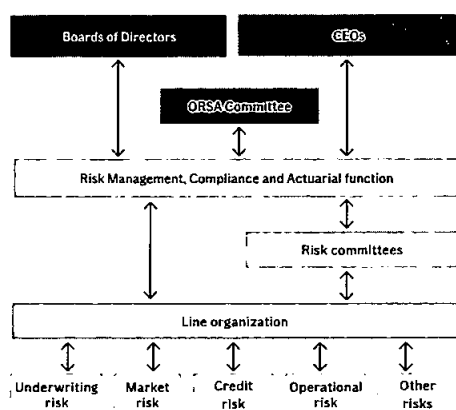 Boards of Directors
CEOs
ORSA Committee
Risk Management, Compliance and Actuarial function
Risk committees
Line organization
Underwriting risk
Market risk
Credit risk
Operational risk
Other risks